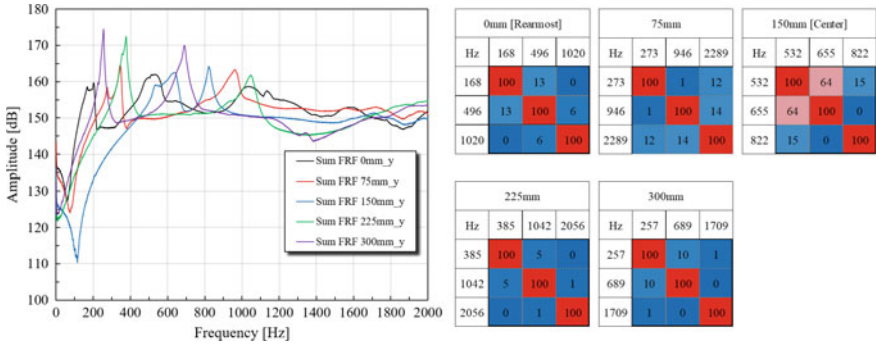 180
170
160
150
140
130
120
110
100
Amplitude [dB]
0 200 400 600 800 1000 1200 1400 1600 1800 2000
Frequency [Hz]
Sum FRF 0mm_y
Sum FRF 75mm_y
Sum FRF 150mm_y
Sum FRF 225mm_y
Sum FRF 300mm_y
0mm [Rearmost]
Hz 168 496 1020
168 100 13 0
496 13 100 6
1020 0 6 100
75mm
Hz 273 946 2289
273 100 1 12
946 1 100 14
2289 12 14 100
150mm [Center]
Hz 532 655 822
532 100 64 15
655 64 100 0
822 15 0 100
225mm
Hz 385 1042 2056
385 100 5 0
1042 5 100 1
2056 0 1 100
300mm
Hz 257 689 1709
257 100 10 1
689 10 100 0
1709 1 0 100